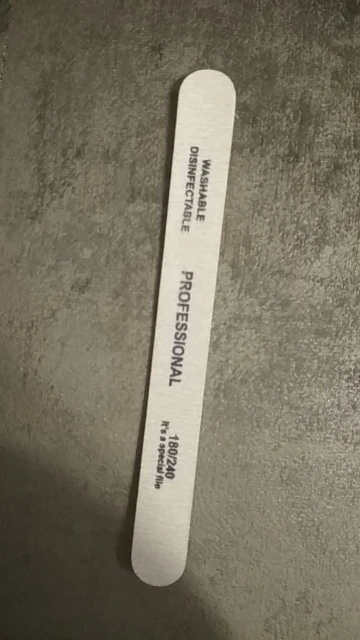 WASHABLE
DISINFECTABLE
PROFESSIONAL
180/240
It's a special file